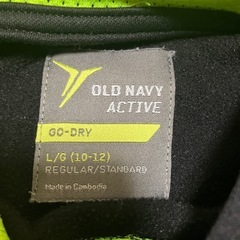 OLD NAVY
ACTIVE
GO-DRY
L/G (10-12)
REGULAR/STANDARD
Made in Cambodia